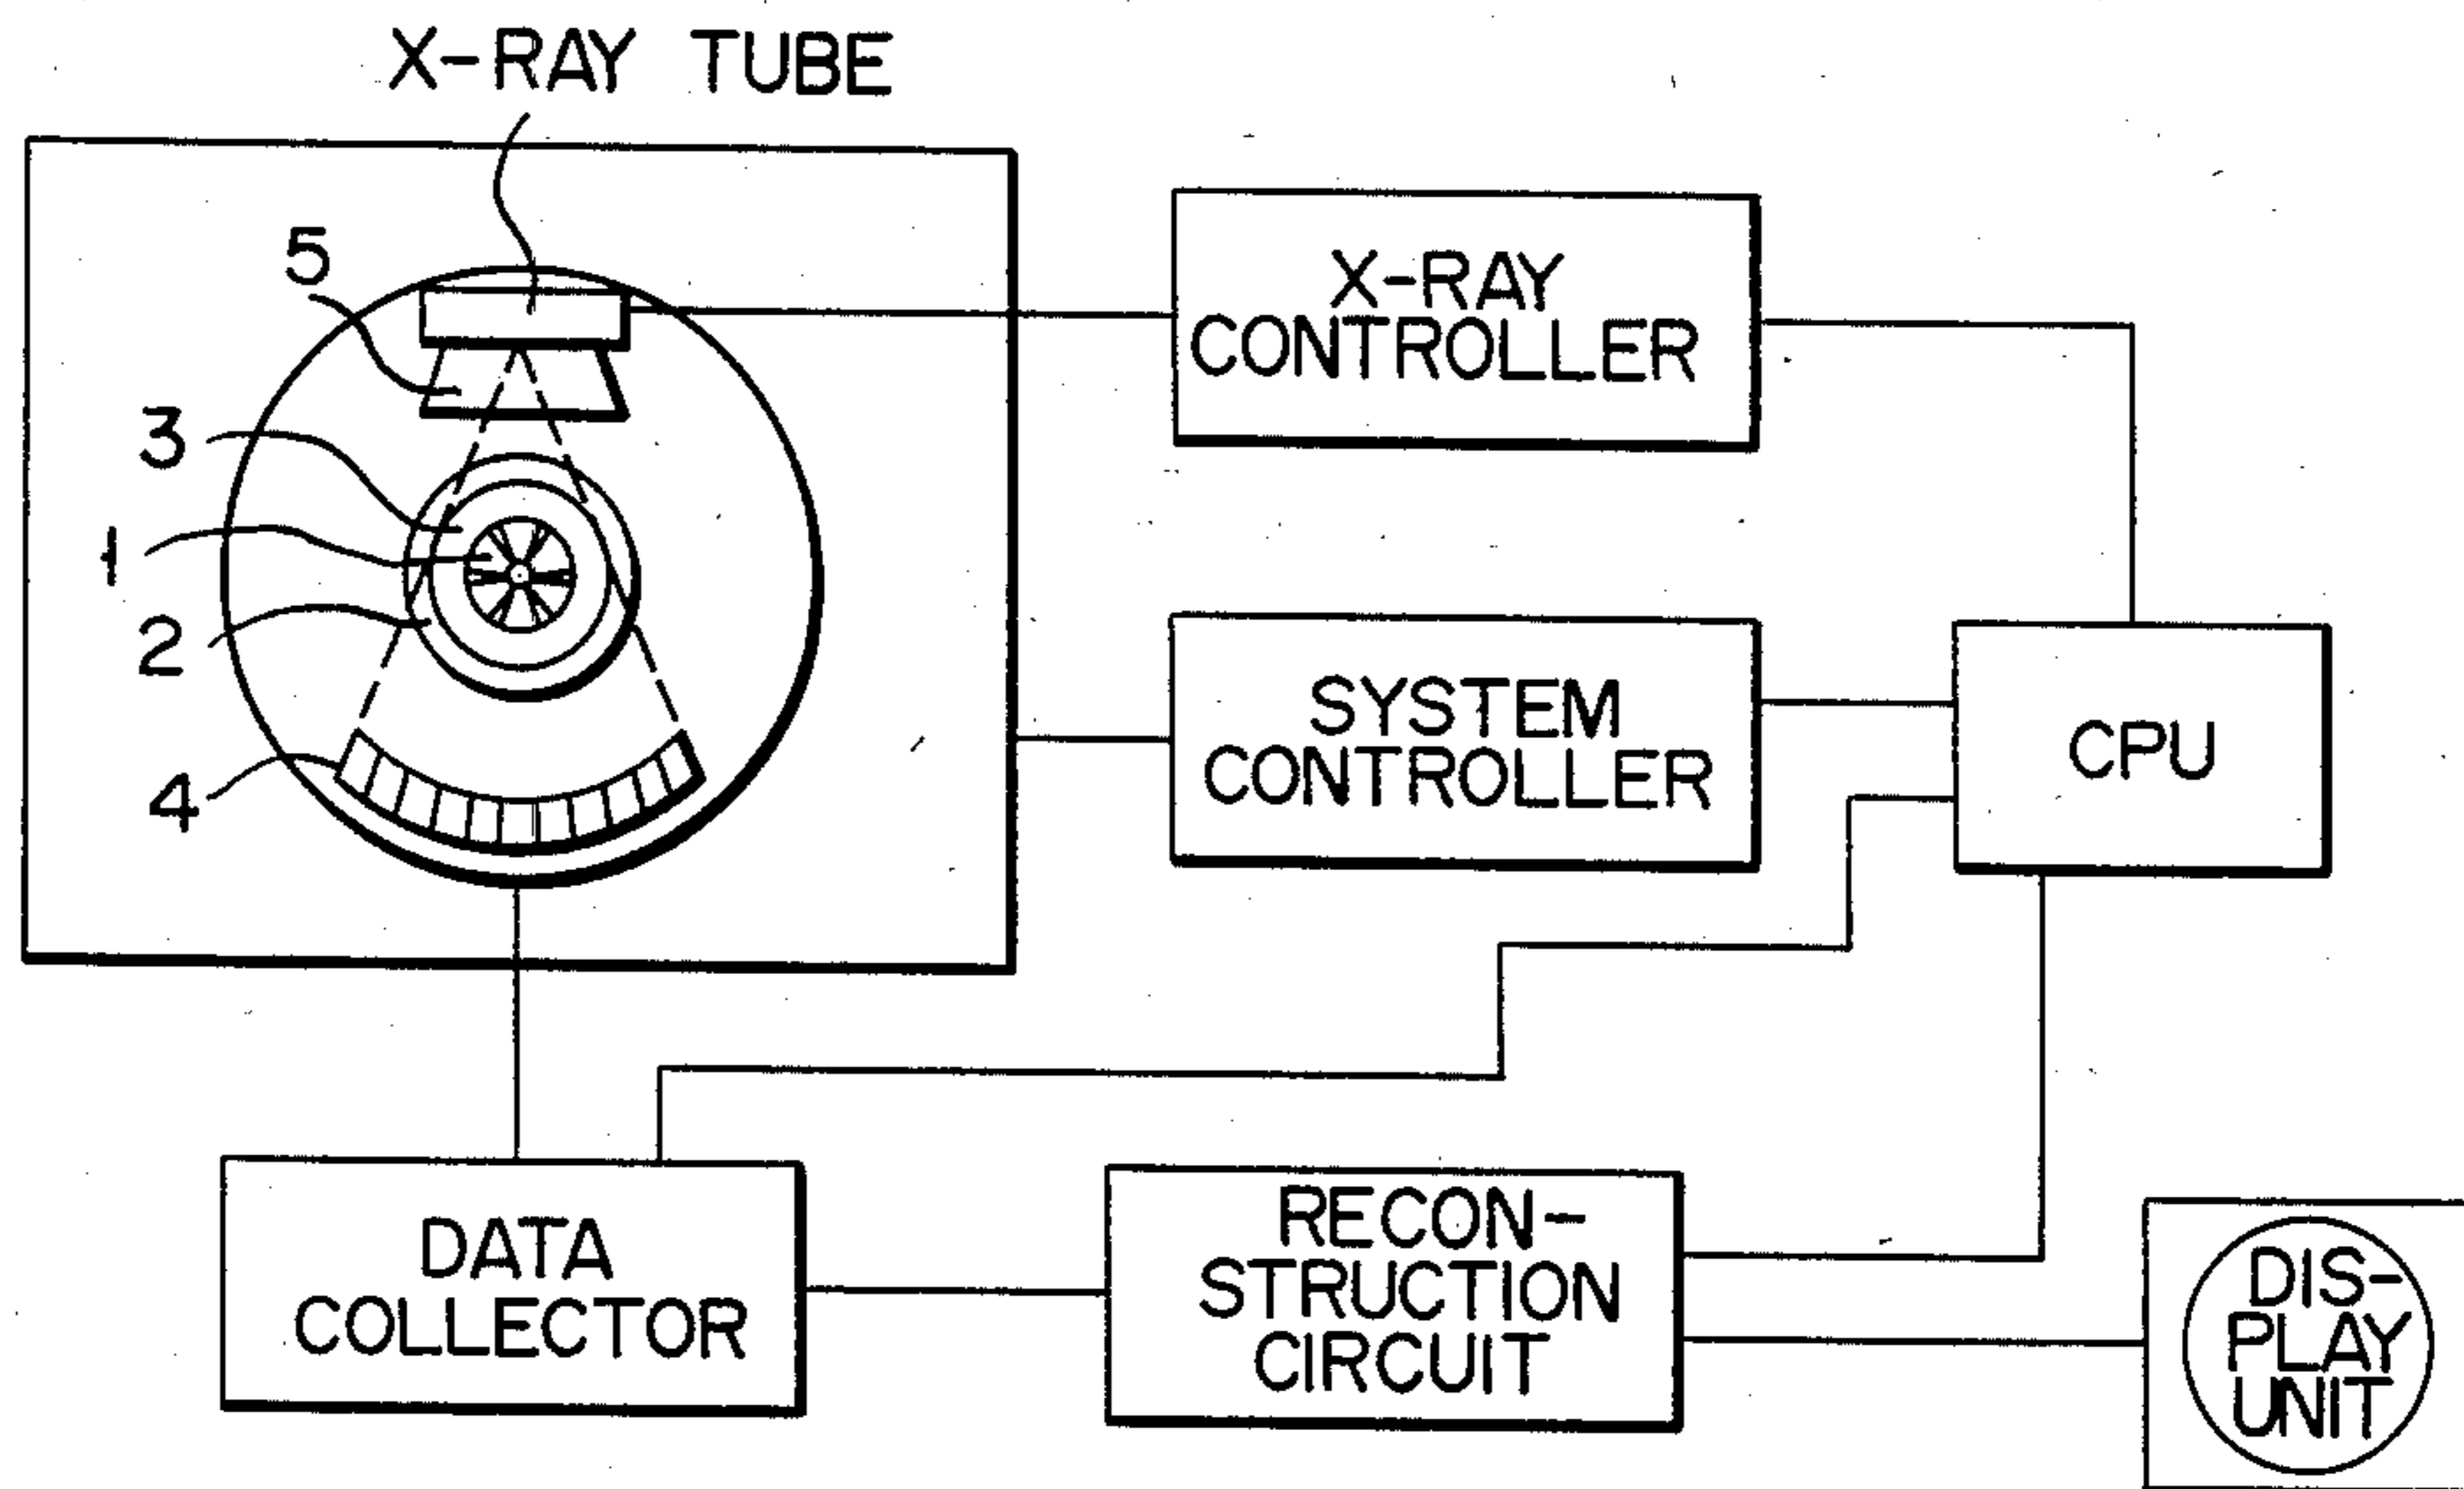 X-RAY TUBE
5
3
1
2
4
X-RAY
CONTROLLER
SYSTEM
CONTROLLER
CPU
DATA
COLLECTOR
RECON-
STRUCTION
CIRCUIT
DIS-
PLAY
UNIT